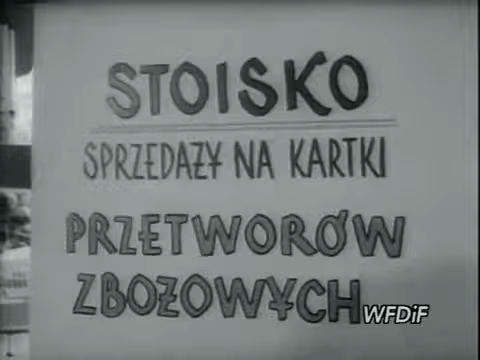 STOISKO
SPRZEDAŻY NA KARTKI
PRZETWORÓW
ZBOŻOWYCH
WFDiF